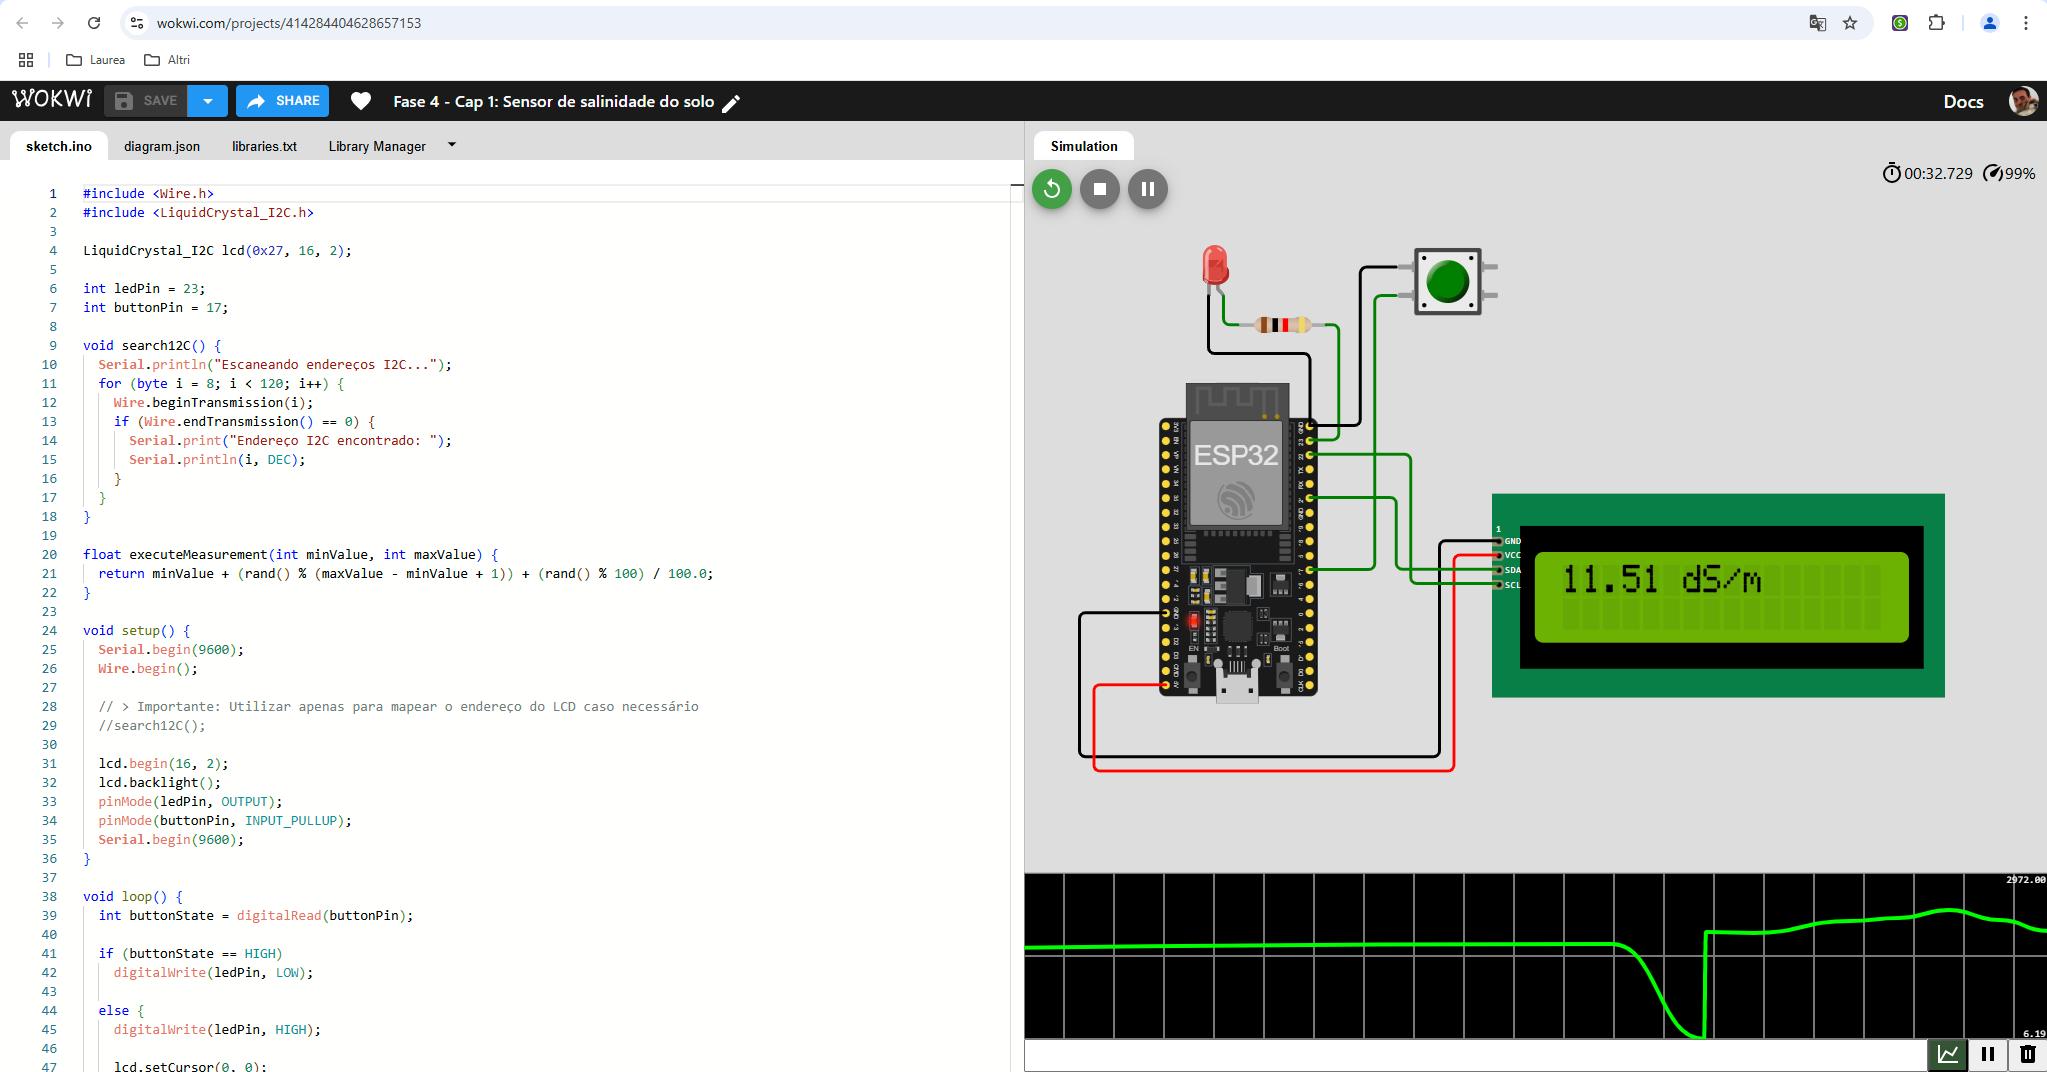 wokwi.com/projects/414284404628657153
Laurea
Altri
WOKWI
SAVE
SHARE
Fase 4 - Cap 1: Sensor de salinidade do solo
Docs
sketch.ino
diagram.json
libraries.txt
Library Manager
1 #include <Wire.h>
2 #include <LiquidCrystal_I2C.h>
3
4 LiquidCrystal_I2C lcd(0x27, 16, 2);
5
6 int ledPin = 23;
7 int buttonPin = 17;
8
9 void search12C() {
10 Serial.println("Escaneando endereços I2C...");
11 for (byte i = 8; i < 120; i++) {
12 Wire.beginTransmission(i);
13 if (Wire.endTransmission() == 0) {
14 Serial.print("Endereço I2C encontrado: ");
15 Serial.println(i, DEC);
16 }
17 }
18 }
19
20 float executeMeasurement(int minValue, int maxValue) {
21 return minValue + (rand() % (maxValue - minValue + 1)) + (rand() % 100) / 100.0;
22 }
23
24 void setup() {
25 Serial.begin(9600);
26 Wire.begin();
27
28 // > Importante: Utilizar apenas para mapear o endereço do LCD caso necessário
29 //search12C();
30
31 lcd.begin(16, 2);
32 lcd.backlight();
33 pinMode(ledPin, OUTPUT);
34 pinMode(buttonPin, INPUT_PULLUP);
35 Serial.begin(9600);
36 }
37
38 void loop() {
39 int buttonState = digitalRead(buttonPin);
40
41 if (buttonState == HIGH)
42 digitalWrite(ledPin, LOW);
43
44 else {
45 digitalWrite(ledPin, HIGH);
46
47 lcd.setCursor(0, 0);
Simulation
00:32.729
99%
ESP32
EN
Boot
1
GND
VCC
SDA
SCL
11.51 dS/m
2972.00
6.19